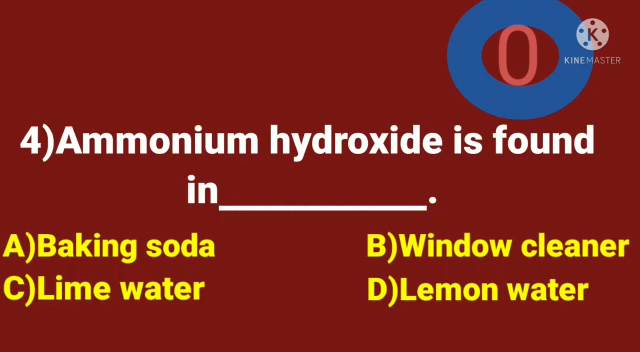 0
KINEMASTER
4)Ammonium hydroxide is found
in__________.
A)Baking soda B)Window cleaner
C)Lime water D)Lemon water